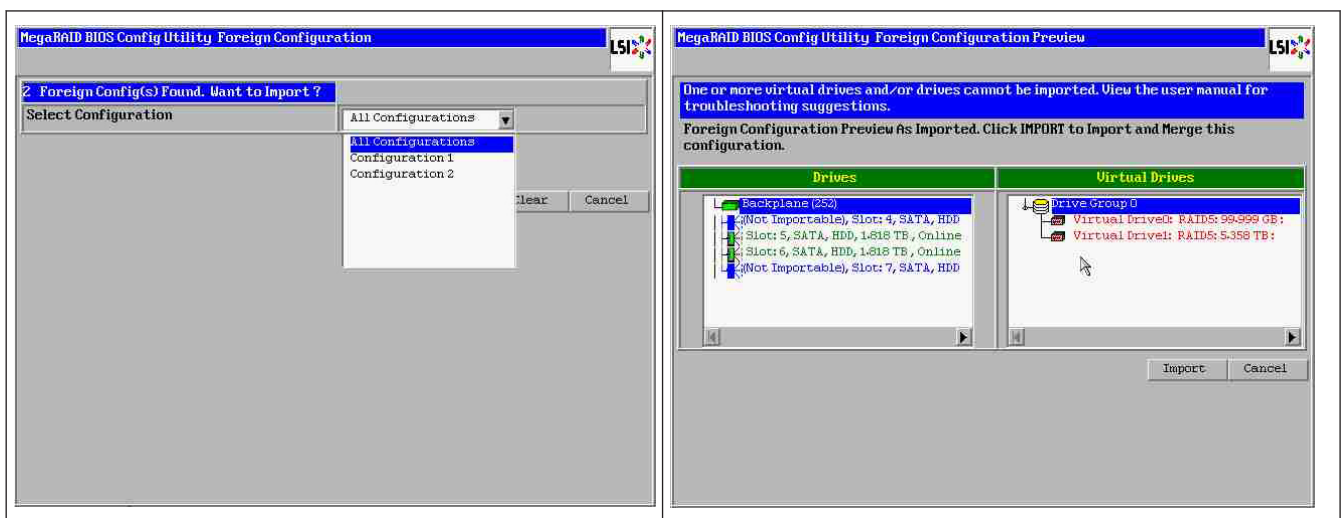 MegaRAID BIOS Config Utility Foreign Configuration
LSI
2 Foreign Config(s) Found. Want to Import ?
Select Configuration
All Configurations
All Configurations
Configuration 1
Configuration 2
Clear
Cancel
MegaRAID BIOS Config Utility Foreign Configuration Preview
LSI
One or more virtual drives and/or drives cannot be imported. View the user manual for
troubleshooting suggestions.
Foreign Configuration Preview As Imported. Click IMPORT to Import and Merge this
configuration.
Drives
Backplane (252)
(Not Importable), Slot: 4, SATA, HDD
Slot: 5, SATA, HDD, 1.818 TB, Online
Slot: 6, SATA, HDD, 1.818 TB, Online
(Not Importable), Slot: 7, SATA, HDD
Virtual Drives
Drive Group 0
Virtual Drive0: RAID5: 99.999 GB:
Virtual Drive1: RAID5: 5.358 TB:
Import
Cancel